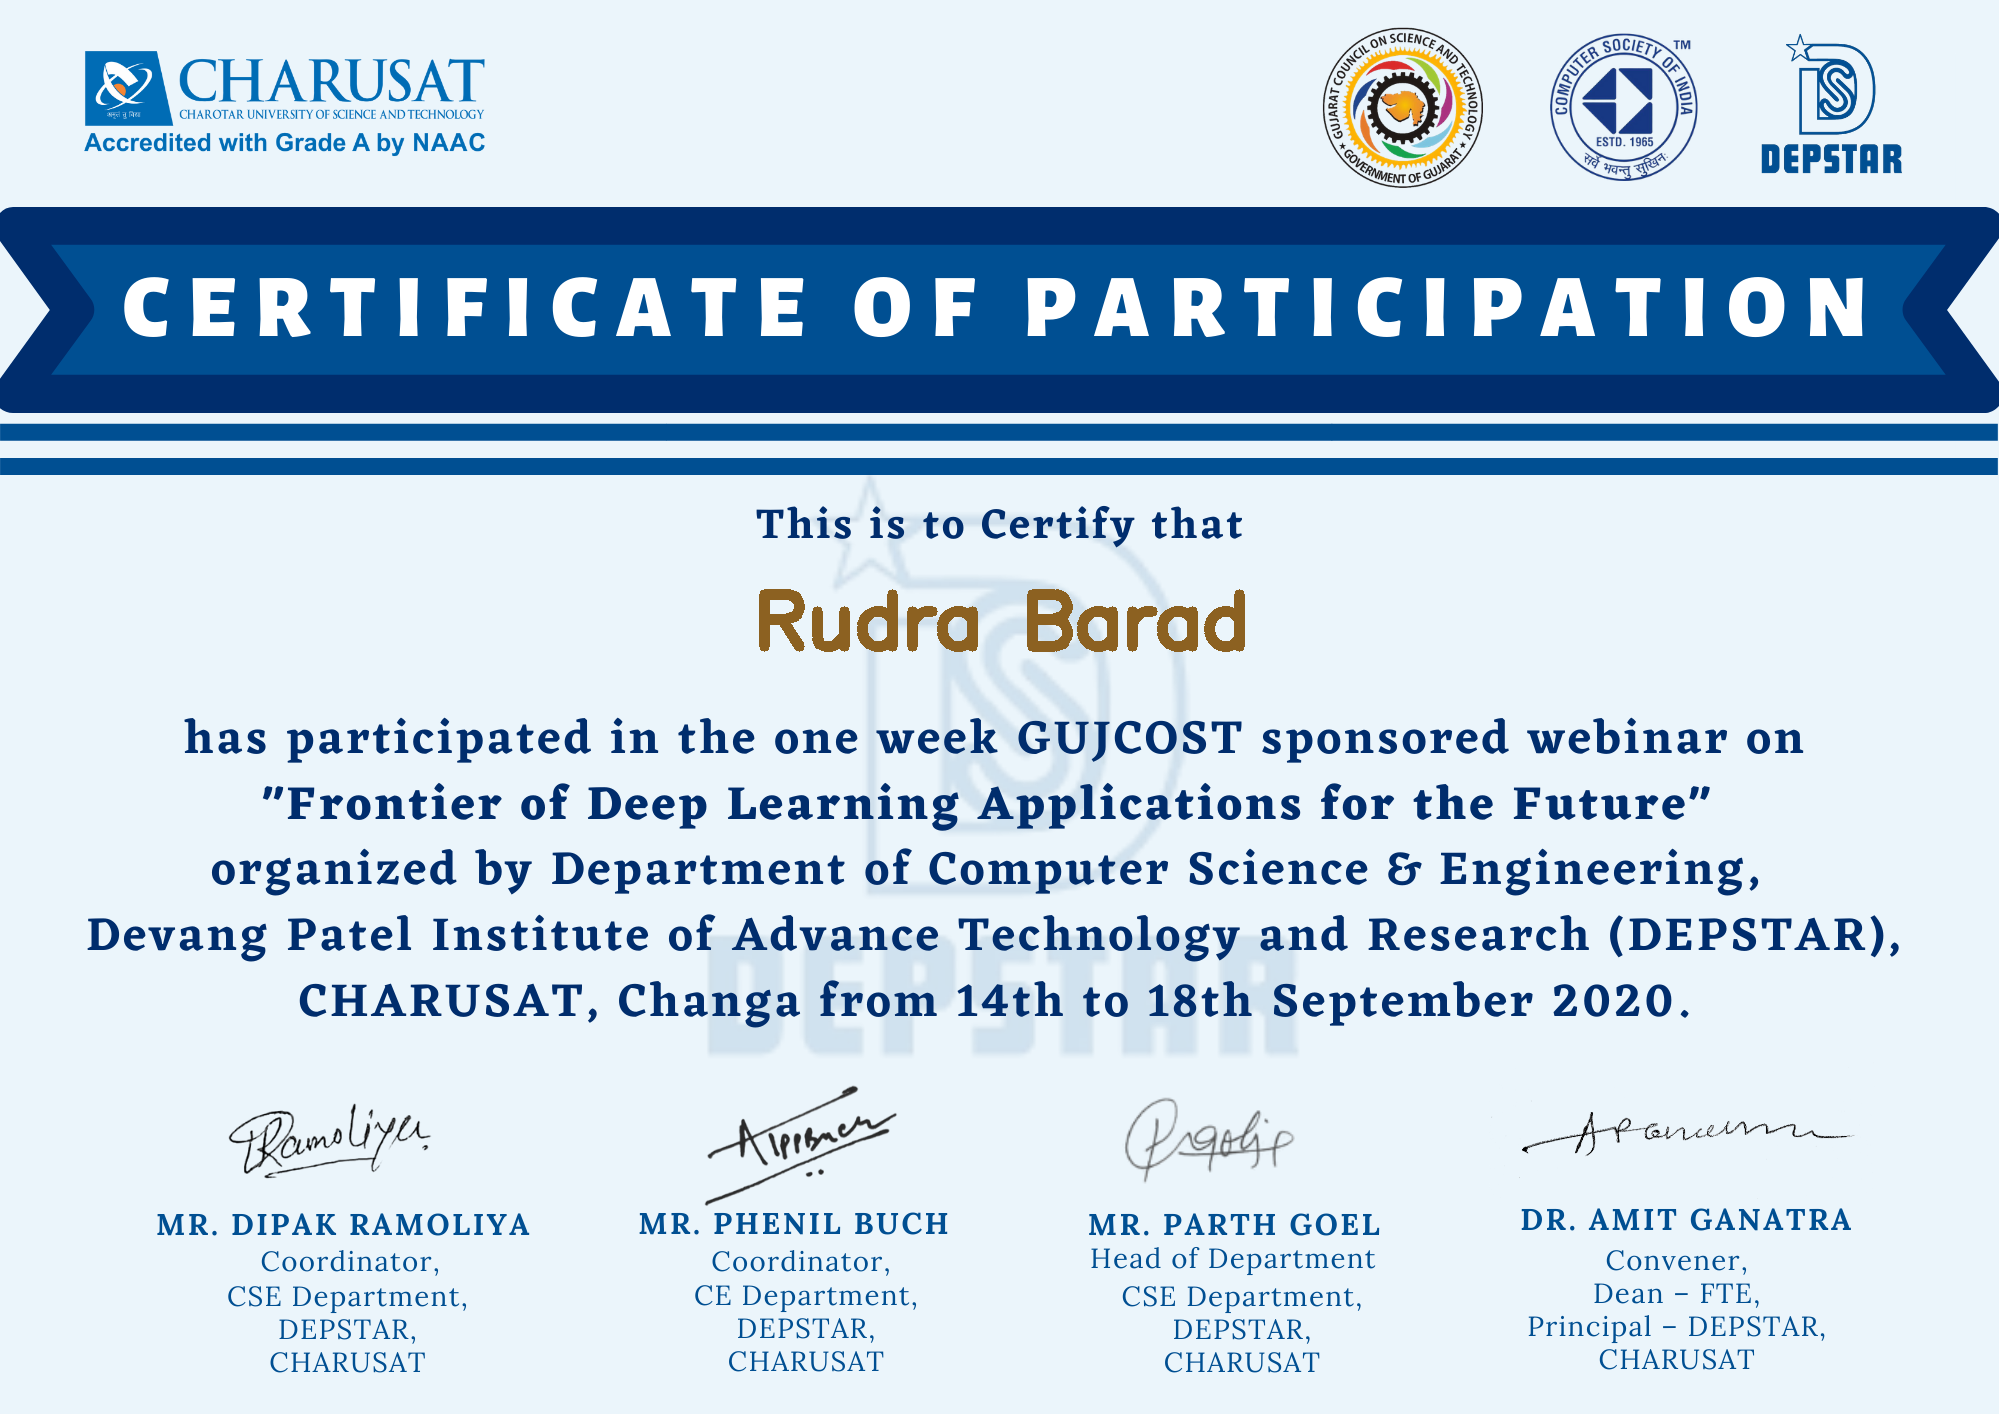 CHARUSAT
CHAROTAR UNIVERSITY OF SCIENCE AND TECHNOLOGY
Accredited with Grade A by NAAC
GUJARAT COUNCIL ON SCIENCE AND TECHNOLOGY
★ GOVERNMENT OF GUJARAT ★
COMPUTER SOCIETY OF INDIA TM
ESTD. 1965
सर्वे भवन्तु सुखिनः
DEPSTAR
CERTIFICATE OF PARTICIPATION
This is to Certify that
Rudra Barad
has participated in the one week GUJCOST sponsored webinar on
"Frontier of Deep Learning Applications for the Future"
organized by Department of Computer Science & Engineering,
Devang Patel Institute of Advance Technology and Research (DEPSTAR),
CHARUSAT, Changa from 14th to 18th September 2020.
DEPSTAR
MR. DIPAK RAMOLIYA
Coordinator,
CSE Department,
DEPSTAR,
CHARUSAT
MR. PHENIL BUCH
Coordinator,
CE Department,
DEPSTAR,
CHARUSAT
MR. PARTH GOEL
Head of Department
CSE Department,
DEPSTAR,
CHARUSAT
DR. AMIT GANATRA
Convener,
Dean – FTE,
Principal – DEPSTAR,
CHARUSAT